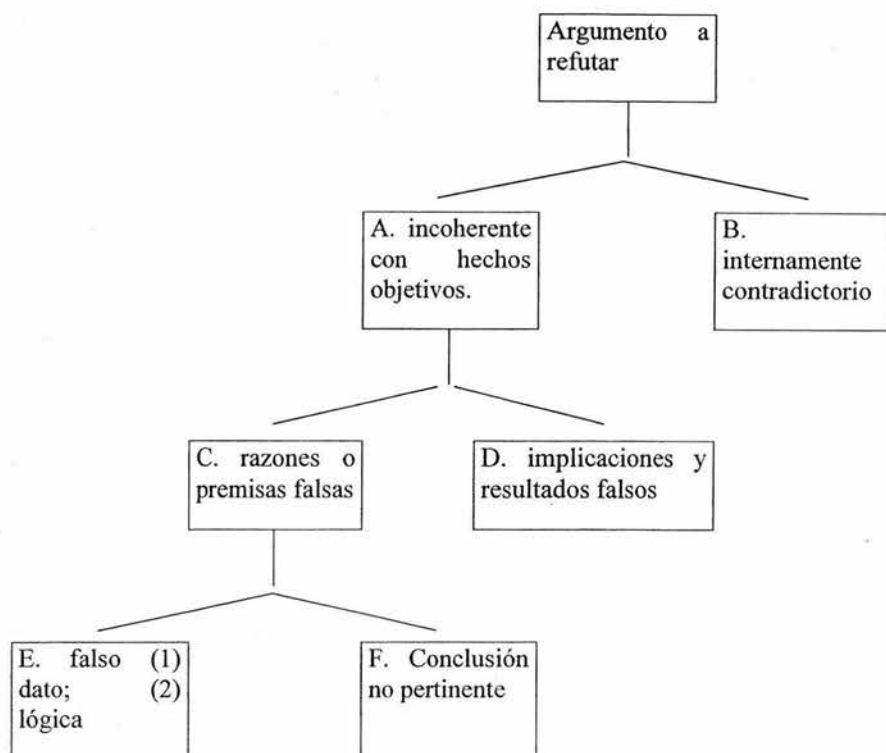 Argumento a
refutar
A. incoherente
con hechos
objetivos.
B.
internamente
contradictorio
C. razones o
premisas falsas
D. implicaciones y
resultados falsos
E. falso (1)
dato; (2)
lógica
F. Conclusión
no pertinente